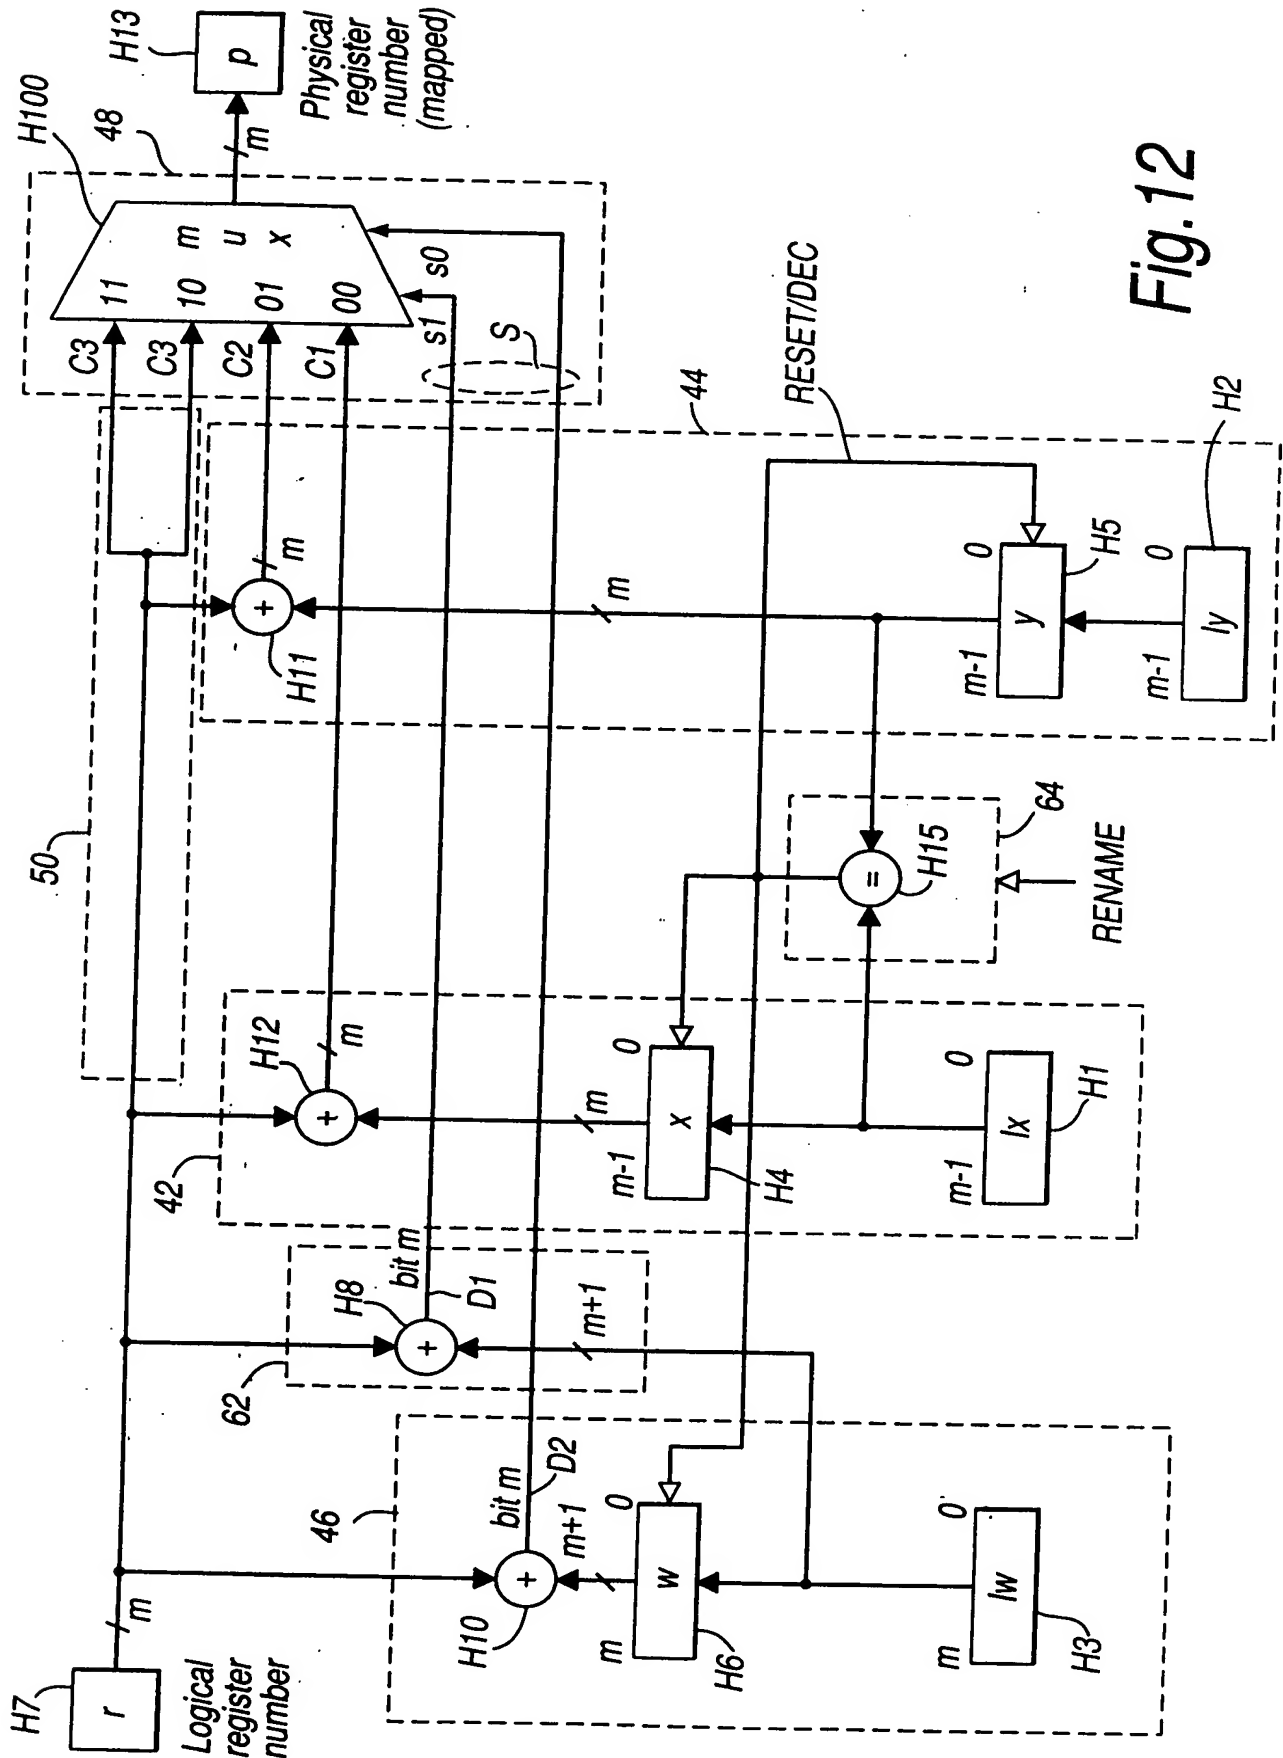 H7
r
Logical
register
number
m
50
H13
p
Physical
register
number
(mapped)
H100
48
m
C3
C3
C2
C1
11
10
01
00
m
u
x
s1
s0
S
46
H10
+
bit m
D2
m+1
m
0
w
H6
m
0
Iw
H3
62
H8
+
bit m
D1
m+1
42
H12
+
m
m
m-1
0
x
H4
m-1
0
Ix
H1
=
H15
64
RENAME
H11
+
m
m
RESET/DEC
44
m-1
0
y
H5
m-1
0
Iy
H2
Fig.12